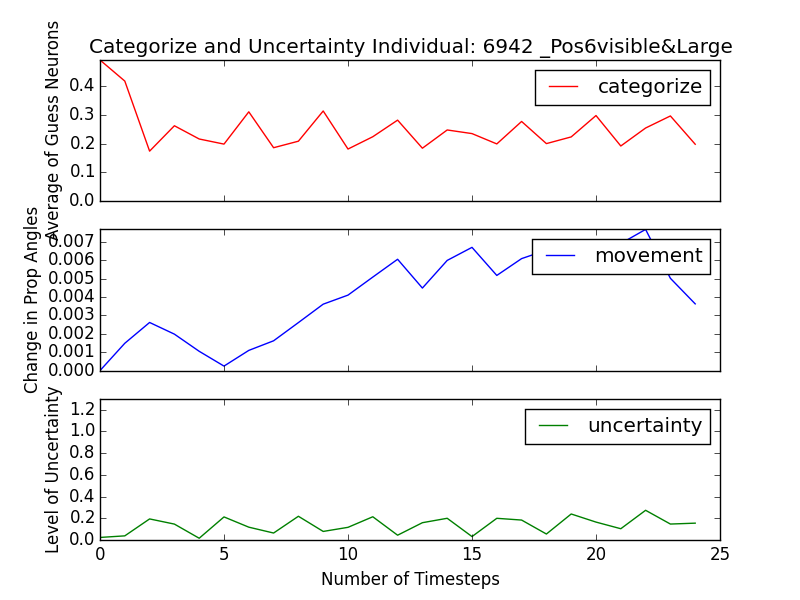 Categorize and Uncertainty Individual: 6942 _Pos6visible&Large
Average of Guess Neurons
0.4
0.3
0.2
0.1
0.0
categorize
Change in Prop Angles
0.007
0.006
0.005
0.004
0.003
0.002
0.001
0.000
movement
Level of Uncertainty
1.2
1.0
0.8
0.6
0.4
0.2
0.0
uncertainty
0 5 10 15 20 25
Number of Timesteps